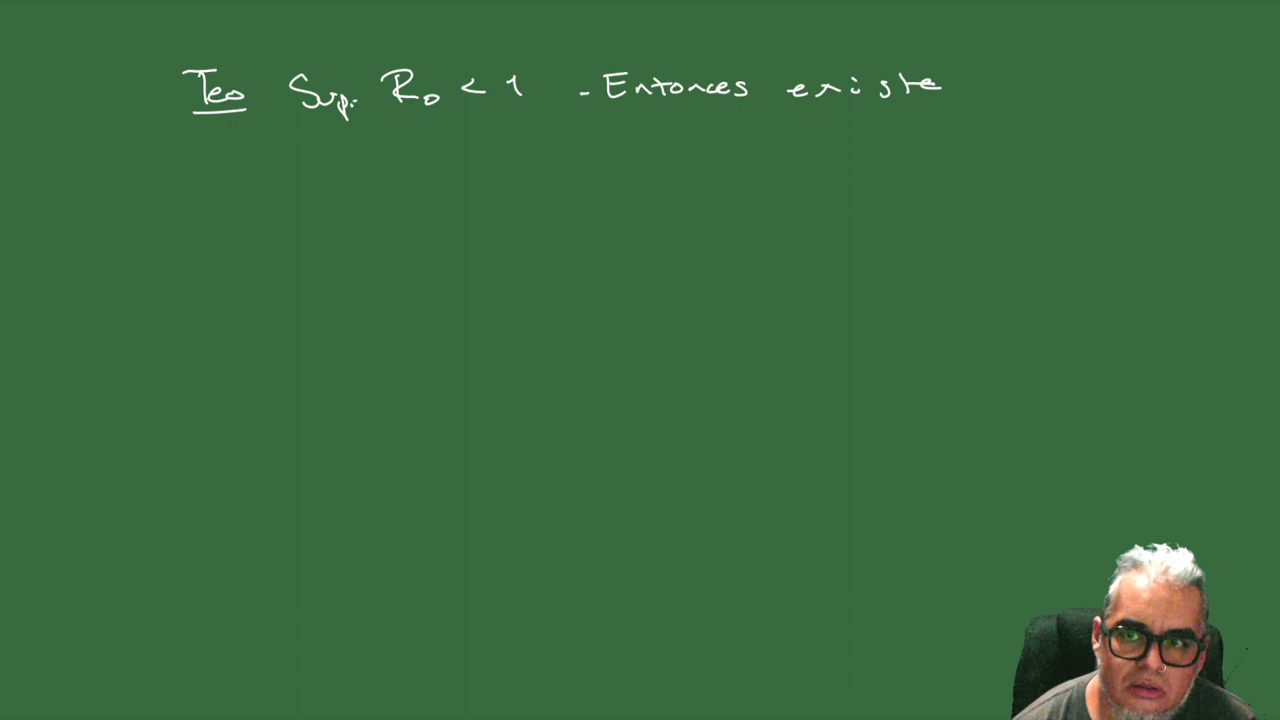 Teo Sup. R₀ < 1 . Entonces existe